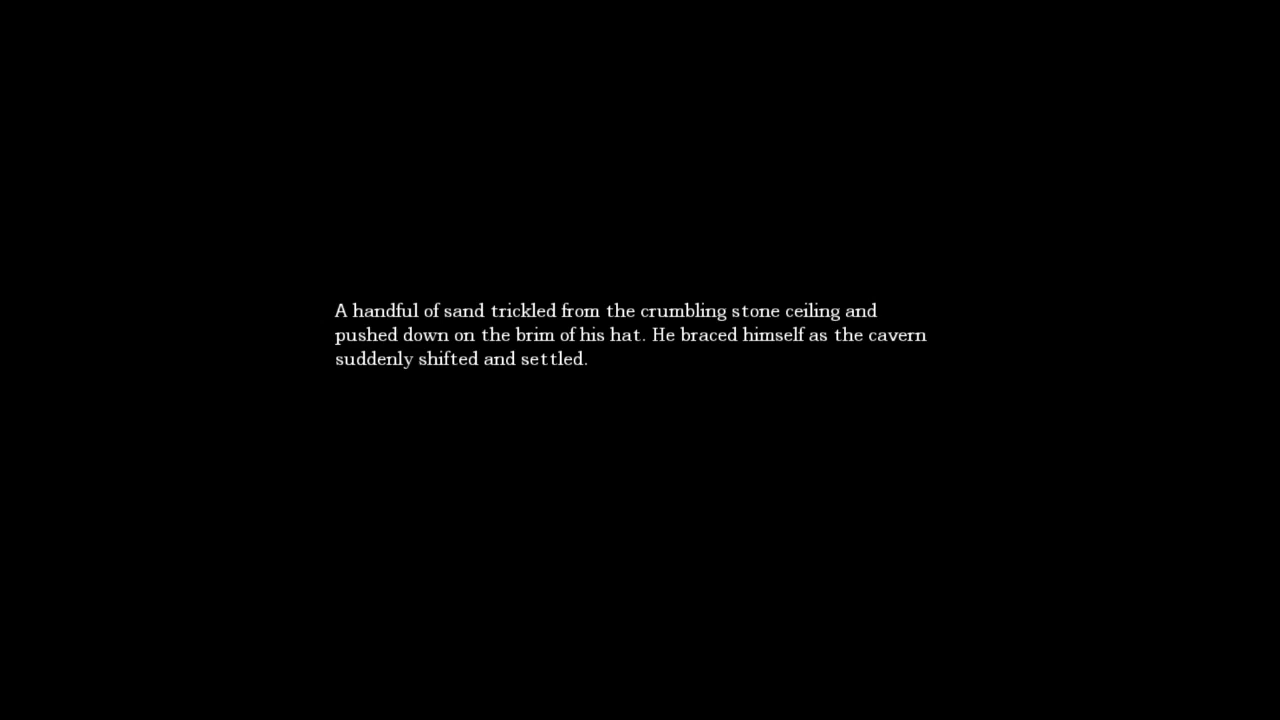 A handful of sand trickled from the crumbling stone ceiling and
pushed down on the brim of his hat. He braced himself as the cavern
suddenly shifted and settled.